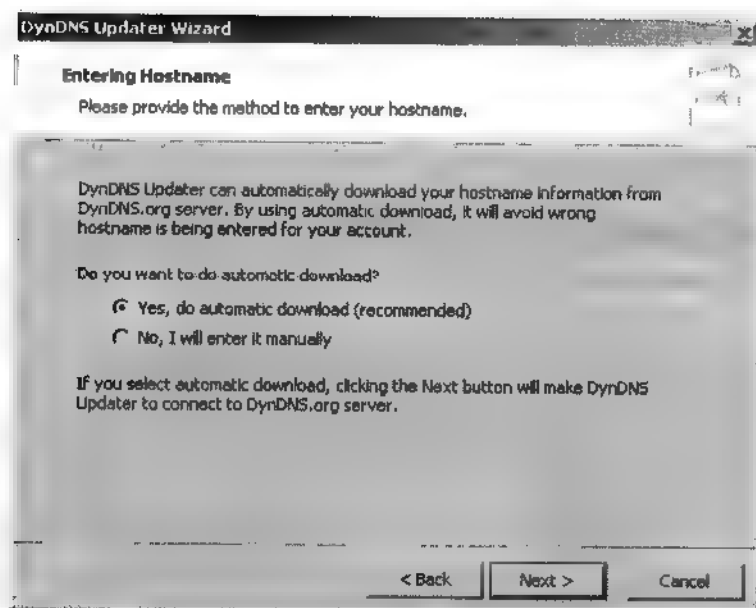 DynDNS Updater Wizard
Entering Hostname
Please provide the method to enter your hostname.
DynDNS Updater can automatically download your hostname information from
DynDNS.org server. By using automatic download, it will avoid wrong
hostname is being entered for your account.
Do you want to do automatic download?
Yes, do automatic download (recommended)
No, I will enter it manually
If you select automatic download, clicking the Next button will make DynDNS
Updater to connect to DynDNS.org server.
< Back
Next >
Cancel